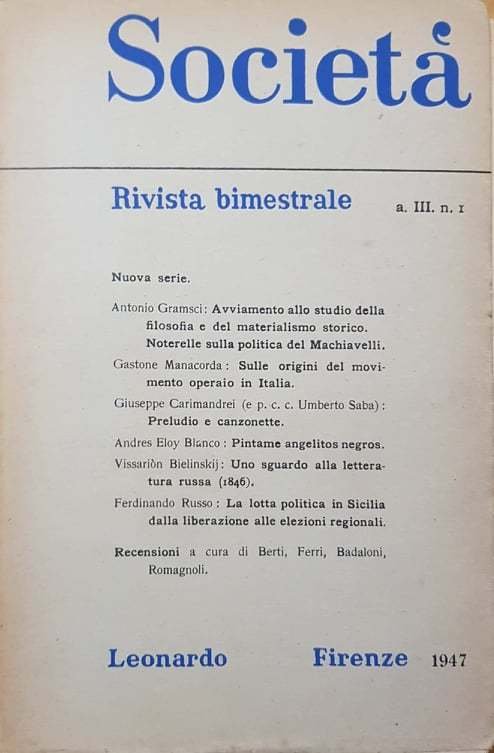 Società
Rivista bimestrale a. III. n. 1
Nuova serie.
Antonio Gramsci: Avviamento allo studio della
filosofia e del materialismo storico.
Noterelle sulla politica del Machiavelli.
Gastone Manacorda: Sulle origini del movi-
mento operaio in Italia.
Giuseppe Carimandrei (e p. c. c. Umberto Saba):
Preludio e canzonette.
Andres Eloy Blanco: Pintame angelitos negros.
Vissariòn Bielinskij: Uno sguardo alla lettera-
tura russa (1846).
Ferdinando Russo: La lotta politica in Sicilia
dalla liberazione alle elezioni regionali.
Recensioni a cura di Berti, Ferri, Badaloni,
Romagnoli.
Leonardo Firenze 1947